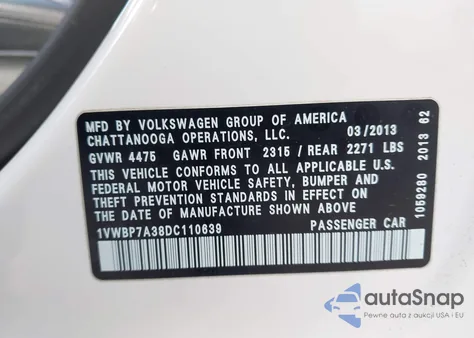 MFD BY VOLKSWAGEN GROUP OF AMERICA
CHATTANOOGA OPERATIONS, LLC. 03/2013
GVWR 4475 GAWR FRONT 2315 / REAR 2271 LBS
THIS VEHICLE CONFORMS TO ALL APPLICABLE U.S.
FEDERAL MOTOR VEHICLE SAFETY, BUMPER AND
THEFT PREVENTION STANDARDS IN EFFECT ON
THE DATE OF MANUFACTURE SHOWN ABOVE.
1VWBP7A38DC110639 PASSENGER CAR
1059280 2013 62
autoSnap
Pewne auta z aukcji USA i EU